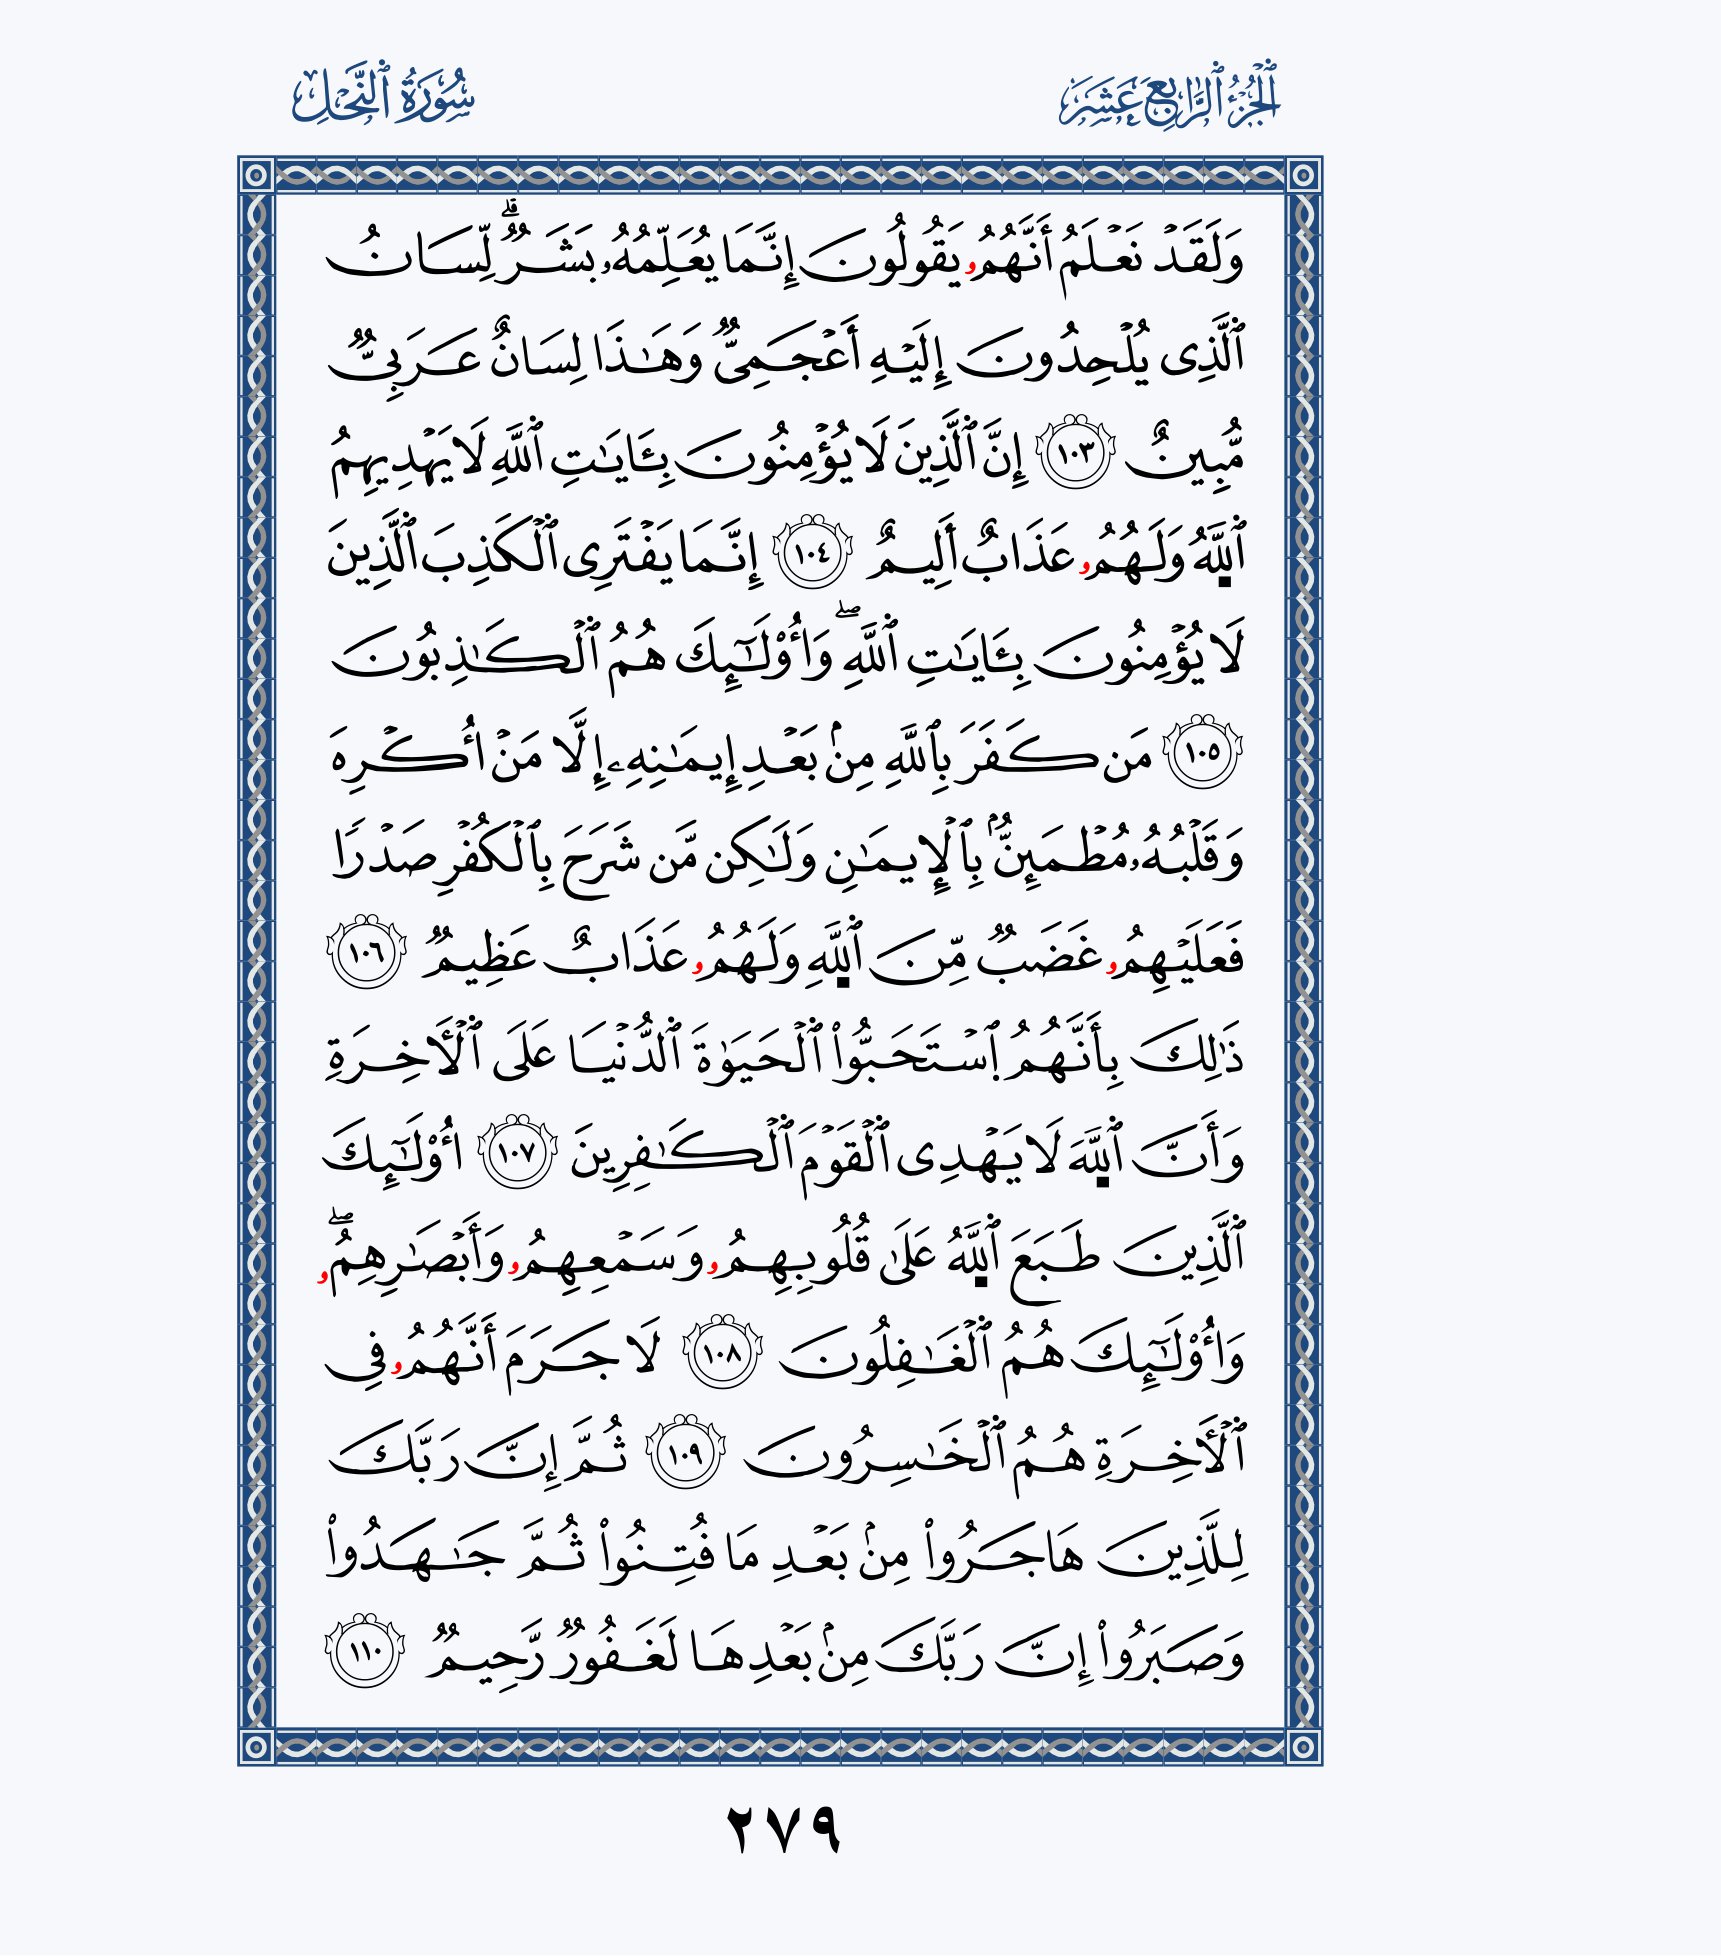 ٱلۡجُزۡءُ ٱلرَّابِعَ عَشَرَ
سُورَةُ ٱلنَّحۡلِ
وَلَقَدۡ نَعۡلَمُ أَنَّهُمُۥ يَقُولُونَ إِنَّمَا يُعَلِّمُهُۥ بَشَرٞۗ لِّسَانُ
ٱلَّذِى يُلۡحِدُونَ إِلَيۡهِ أَعۡجَمِىّٞ وَهَٰذَا لِسَانٌ عَرَبِىّٞ
مُّبِينٌ ١٠٣ إِنَّ ٱلَّذِينَ لَا يُؤۡمِنُونَ بِـَٔايَٰتِ ٱللَّهِ لَا يَهۡدِيهِمُ
ٱللَّهُ وَلَهُمُۥ عَذَابٌ أَلِيمٌ ١٠٤ إِنَّمَا يَفۡتَرِى ٱلۡكَذِبَ ٱلَّذِينَ
لَا يُؤۡمِنُونَ بِـَٔايَٰتِ ٱللَّهِۖ وَأُوْلَٰٓئِكَ هُمُ ٱلۡكَٰذِبُونَ
١٠٥ مَن كَفَرَ بِٱللَّهِ مِنۢ بَعۡدِ إِيمَٰنِهِۦ إِلَّا مَنۡ أُكۡرِهَ
وَقَلۡبُهُۥ مُطۡمَئِنُّۢ بِٱلۡإِيمَٰنِ وَلَٰكِن مَّن شَرَحَ بِٱلۡكُفۡرِ صَدۡرٗا
فَعَلَيۡهِمُۥ غَضَبٞ مِّنَ ٱللَّهِ وَلَهُمُۥ عَذَابٌ عَظِيمٞ ١٠٦
ذَٰلِكَ بِأَنَّهُمُ ٱسۡتَحَبُّواْ ٱلۡحَيَوٰةَ ٱلدُّنۡيَا عَلَى ٱلۡأٓخِرَةِ
وَأَنَّ ٱللَّهَ لَا يَهۡدِى ٱلۡقَوۡمَ ٱلۡكَٰفِرِينَ ١٠٧ أُوْلَٰٓئِكَ
ٱلَّذِينَ طَبَعَ ٱللَّهُ عَلَىٰ قُلُوبِهِمُۥ وَسَمۡعِهِمُۥ وَأَبۡصَٰرِهِمُۥۖ
وَأُوْلَٰٓئِكَ هُمُ ٱلۡغَٰفِلُونَ ١٠٨ لَا جَرَمَ أَنَّهُمُۥ فِى
ٱلۡأٓخِرَةِ هُمُ ٱلۡخَٰسِرُونَ ١٠٩ ثُمَّ إِنَّ رَبَّكَ
لِلَّذِينَ هَاجَرُواْ مِنۢ بَعۡدِ مَا فُتِنُواْ ثُمَّ جَٰهَدُواْ
وَصَبَرُواْ إِنَّ رَبَّكَ مِنۢ بَعۡدِهَا لَغَفُورٞ رَّحِيمٞ ١١٠
٢٧٩